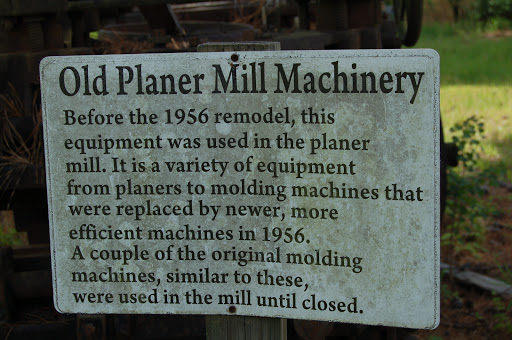 Old Planer Mill Machinery
Before the 1956 remodel, this
equipment was used in the planer
mill. It is a variety of equipment
from planers to molding machines that
were replaced by newer, more
efficient machines in 1956.
A couple of the original molding
machines, similar to these,
were used in the mill until closed.